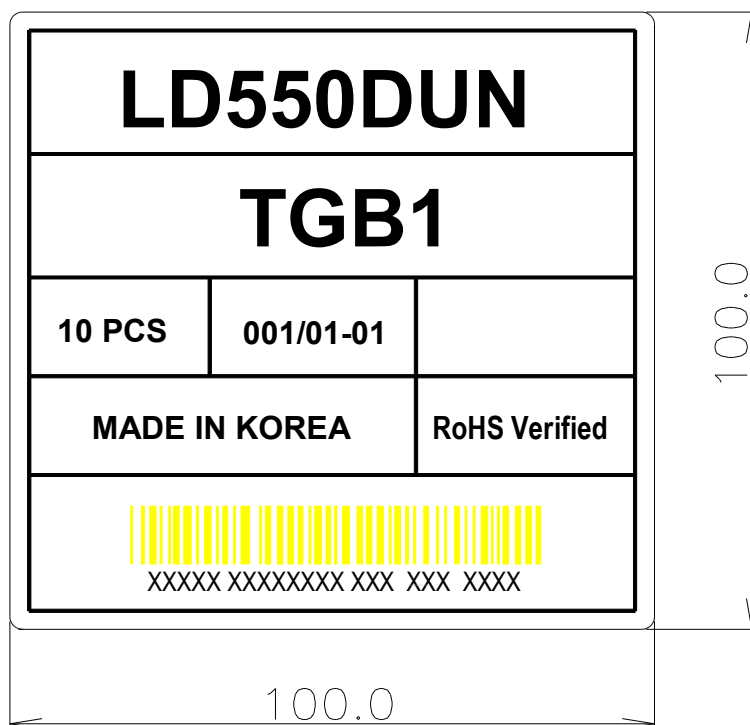 LD550DUN
TGB1
10 PCS 001/01-01
MADE IN KOREA RoHS Verified
XXXXX XXXXXXXX XXX XXX XXXX
100.0
100.0